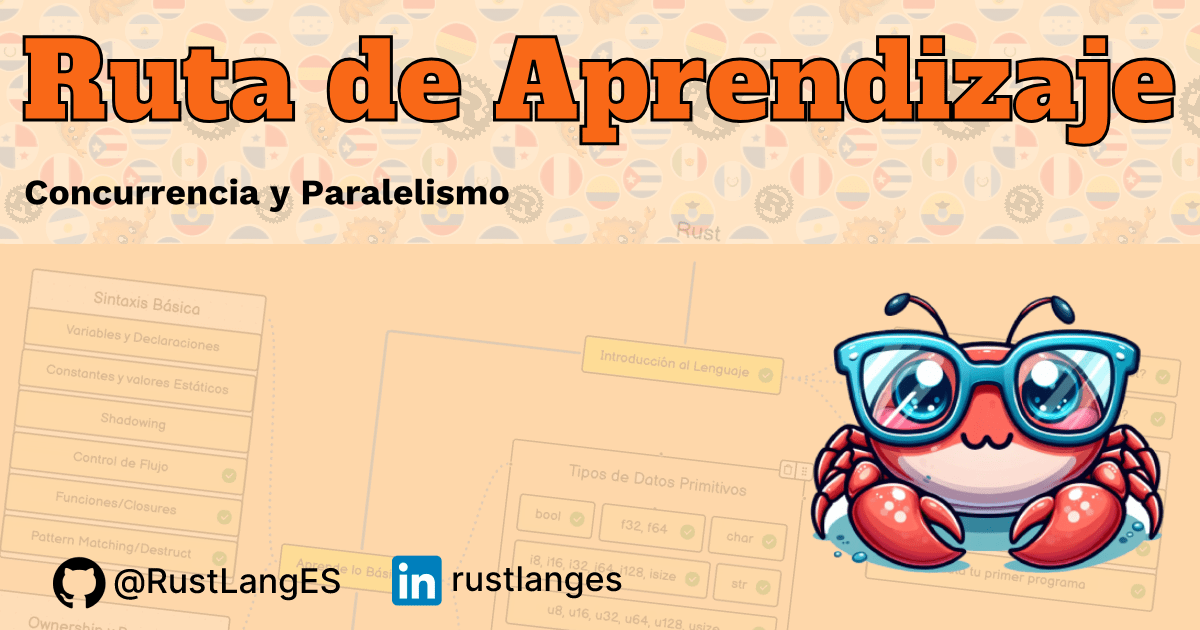 Ruta de Aprendizaje
Concurrencia y Paralelismo
Rust
Sintaxis Básica
Variables y Declaraciones
Constantes y valores Estáticos
Shadowing
Control de Flujo
Funciones/Closures
Pattern Matching/Destruct
Introducción al Lenguaje
Tipos de Datos Primitivos
bool
f32, f64
char
i8, i16, i32, i64, i128, isize
str
u8, u16, u32, u64, u128, usize
tu primer programa
@RustLangES
in rustlanges